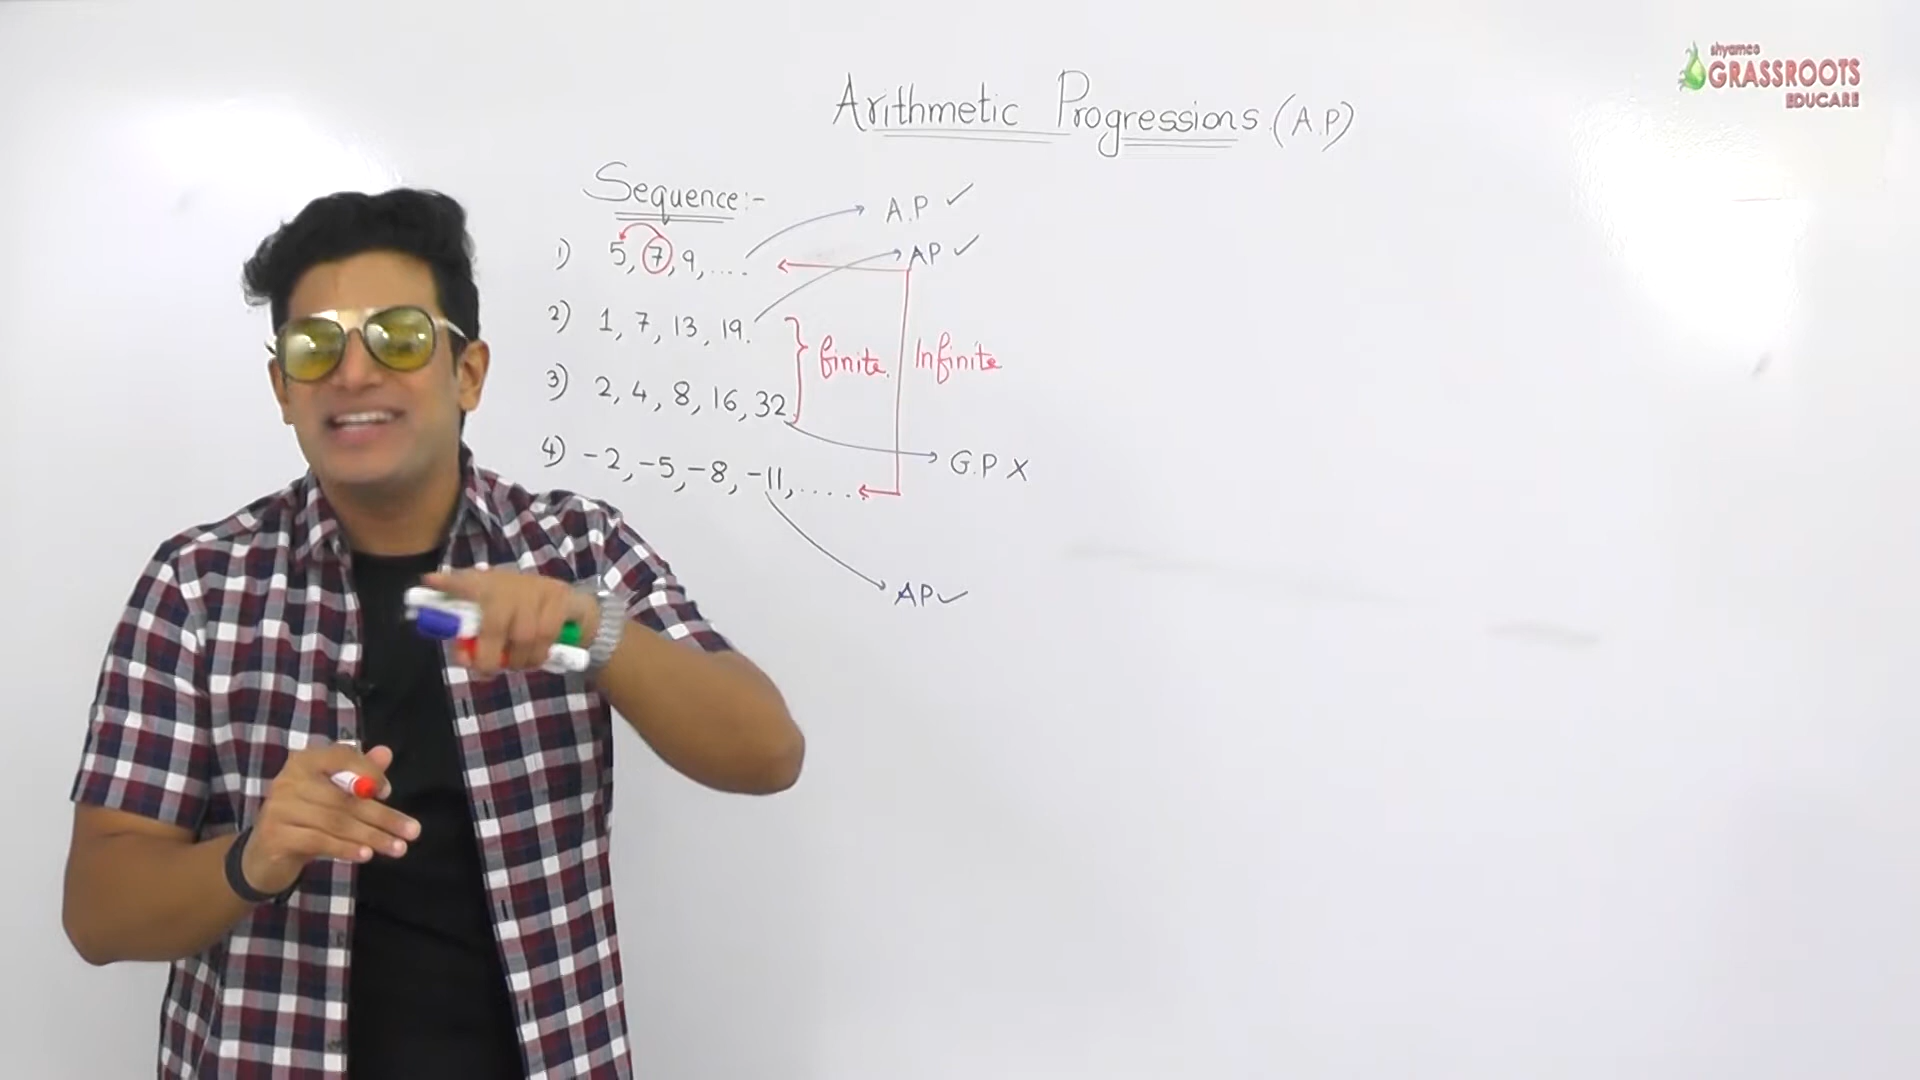 shyamea
GRASSROOTS
EDUCARE
Arithmetic Progressions. (A.P)
Sequence:-
A.P ✓
1) 5, 7, 9, ....
AP ✓
2) 1, 7, 13, 19.
finite.
Infinite
3) 2, 4, 8, 16, 32.
4) -2, -5, -8, -11, .....
G.P X
AP ✓